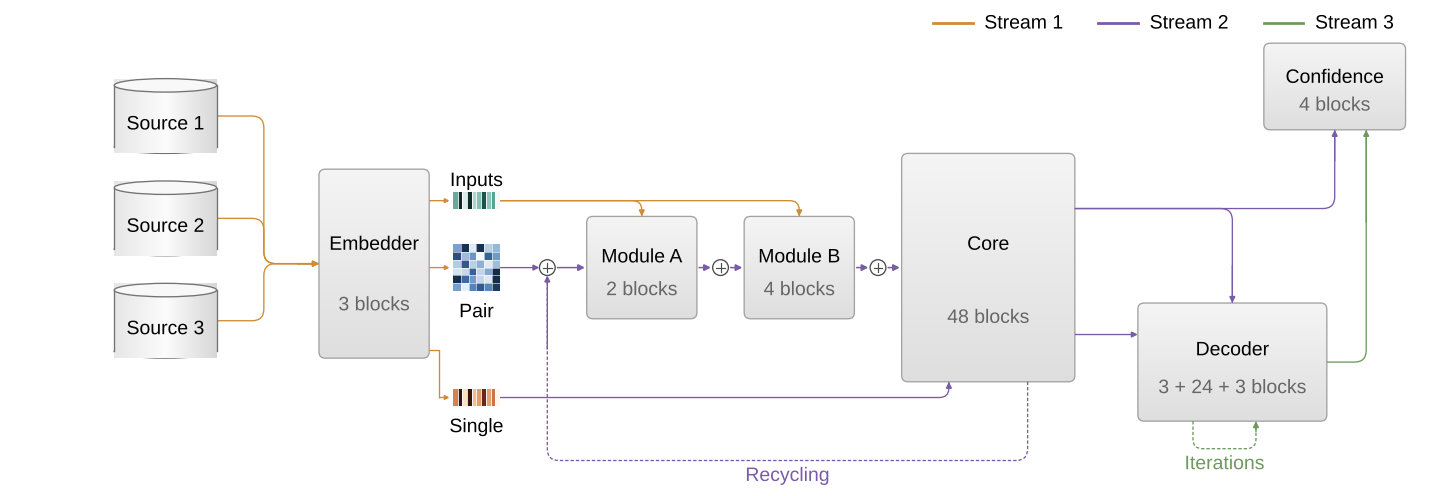 Stream 1
Stream 2
Stream 3
Confidence
4 blocks
Source 1
Source 2
Source 3
Embedder
3 blocks
Inputs
Pair
Single
Module A
2 blocks
Module B
4 blocks
Core
48 blocks
Decoder
3 + 24 + 3 blocks
Iterations
Recycling